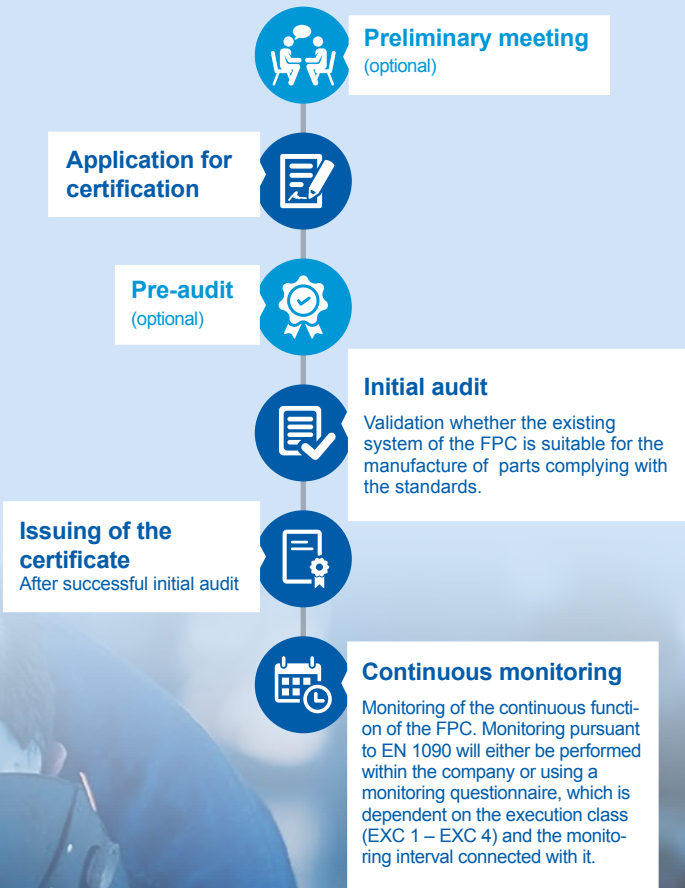 Preliminary meeting
(optional)
Application for
certification
Pre-audit
(optional)
Initial audit
Validation whether the existing
system of the FPC is suitable for the
manufacture of  parts complying with
the standards.
Issuing of the
certificate
After successful initial audit
Continuous monitoring
Monitoring of the continuous functi-
on of the FPC. Monitoring pursuant
to EN 1090 will either be performed
within the company or using a
monitoring questionnaire, which is
dependent on the execution class
(EXC 1 – EXC 4) and the monito-
ring interval connected with it.